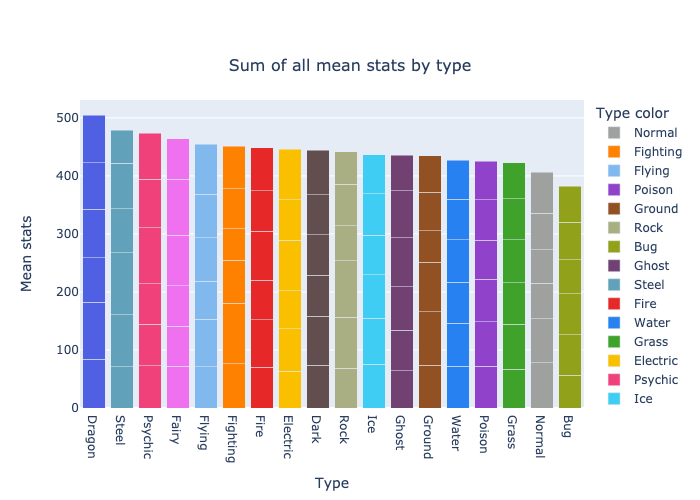 Sum of all mean stats by type
Type color
Normal
Fighting
Flying
Poison
Ground
Rock
Bug
Ghost
Steel
Fire
Water
Grass
Electric
Psychic
Ice
Mean stats
500
400
300
200
100
0
Dragon
Steel
Psychic
Fairy
Flying
Fighting
Fire
Electric
Dark
Rock
Ice
Ghost
Ground
Water
Poison
Grass
Normal
Bug
Type